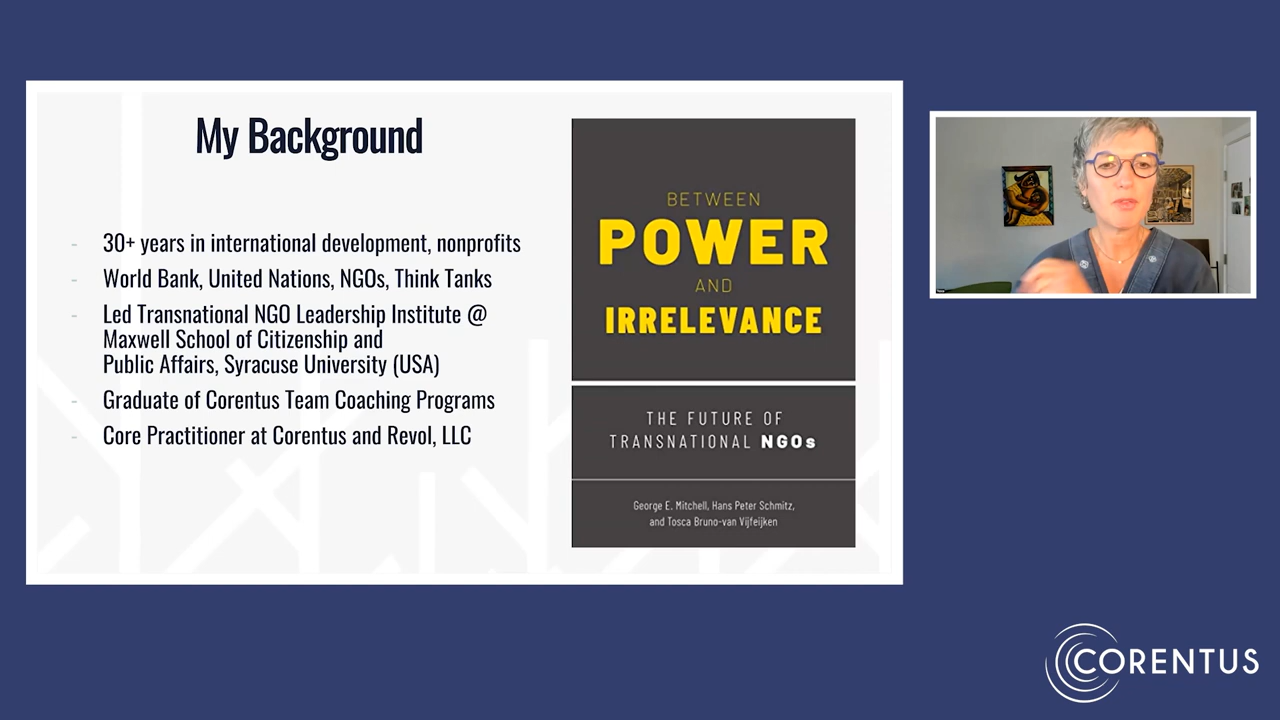 My Background
- 30+ years in international development, nonprofits
- World Bank, United Nations, NGOs, Think Tanks
- Led Transnational NGO Leadership Institute @
Maxwell School of Citizenship and
Public Affairs, Syracuse University (USA)
- Graduate of Corentus Team Coaching Programs
- Core Practitioner at Corentus and Revol, LLC
BETWEEN
POWER
AND
IRRELEVANCE
THE FUTURE OF
TRANSNATIONAL NGOs
George E. Mitchell, Hans Peter Schmitz,
and Tosca Bruno-van Vijfeijken
CORENTUS